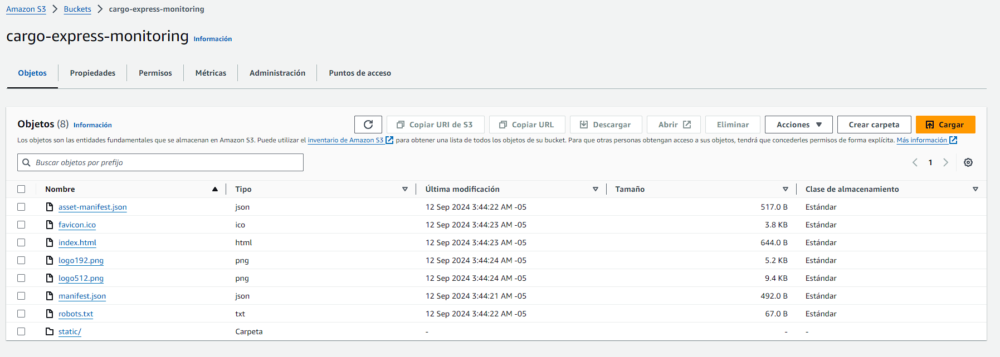 Amazon S3 > Buckets > cargo-express-monitoring
cargo-express-monitoring Información
Objetos Propiedades Permisos Métricas Administración Puntos de acceso
Objetos (8) Información Copiar URI de S3 Copiar URL Descargar Abrir Eliminar Acciones Crear carpeta Cargar
Los objetos son las entidades fundamentales que se almacenan en Amazon S3. Puede utilizar el inventario de Amazon S3 para obtener una lista de todos los objetos de su bucket. Para que otras personas obtengan acceso a sus objetos, tendrá que concederles permisos de forma explícita. Más información
Buscar objetos por prefijo 1
Nombre Tipo Última modificación Tamaño Clase de almacenamiento
asset-manifest.json json 12 Sep 2024 3:44:22 AM -05 517.0 B Estándar
favicon.ico ico 12 Sep 2024 3:44:23 AM -05 3.8 KB Estándar
index.html html 12 Sep 2024 3:44:23 AM -05 644.0 B Estándar
logo192.png png 12 Sep 2024 3:44:24 AM -05 5.2 KB Estándar
logo512.png png 12 Sep 2024 3:44:24 AM -05 9.4 KB Estándar
manifest.json json 12 Sep 2024 3:44:21 AM -05 492.0 B Estándar
robots.txt txt 12 Sep 2024 3:44:22 AM -05 67.0 B Estándar
static/ Carpeta - - -